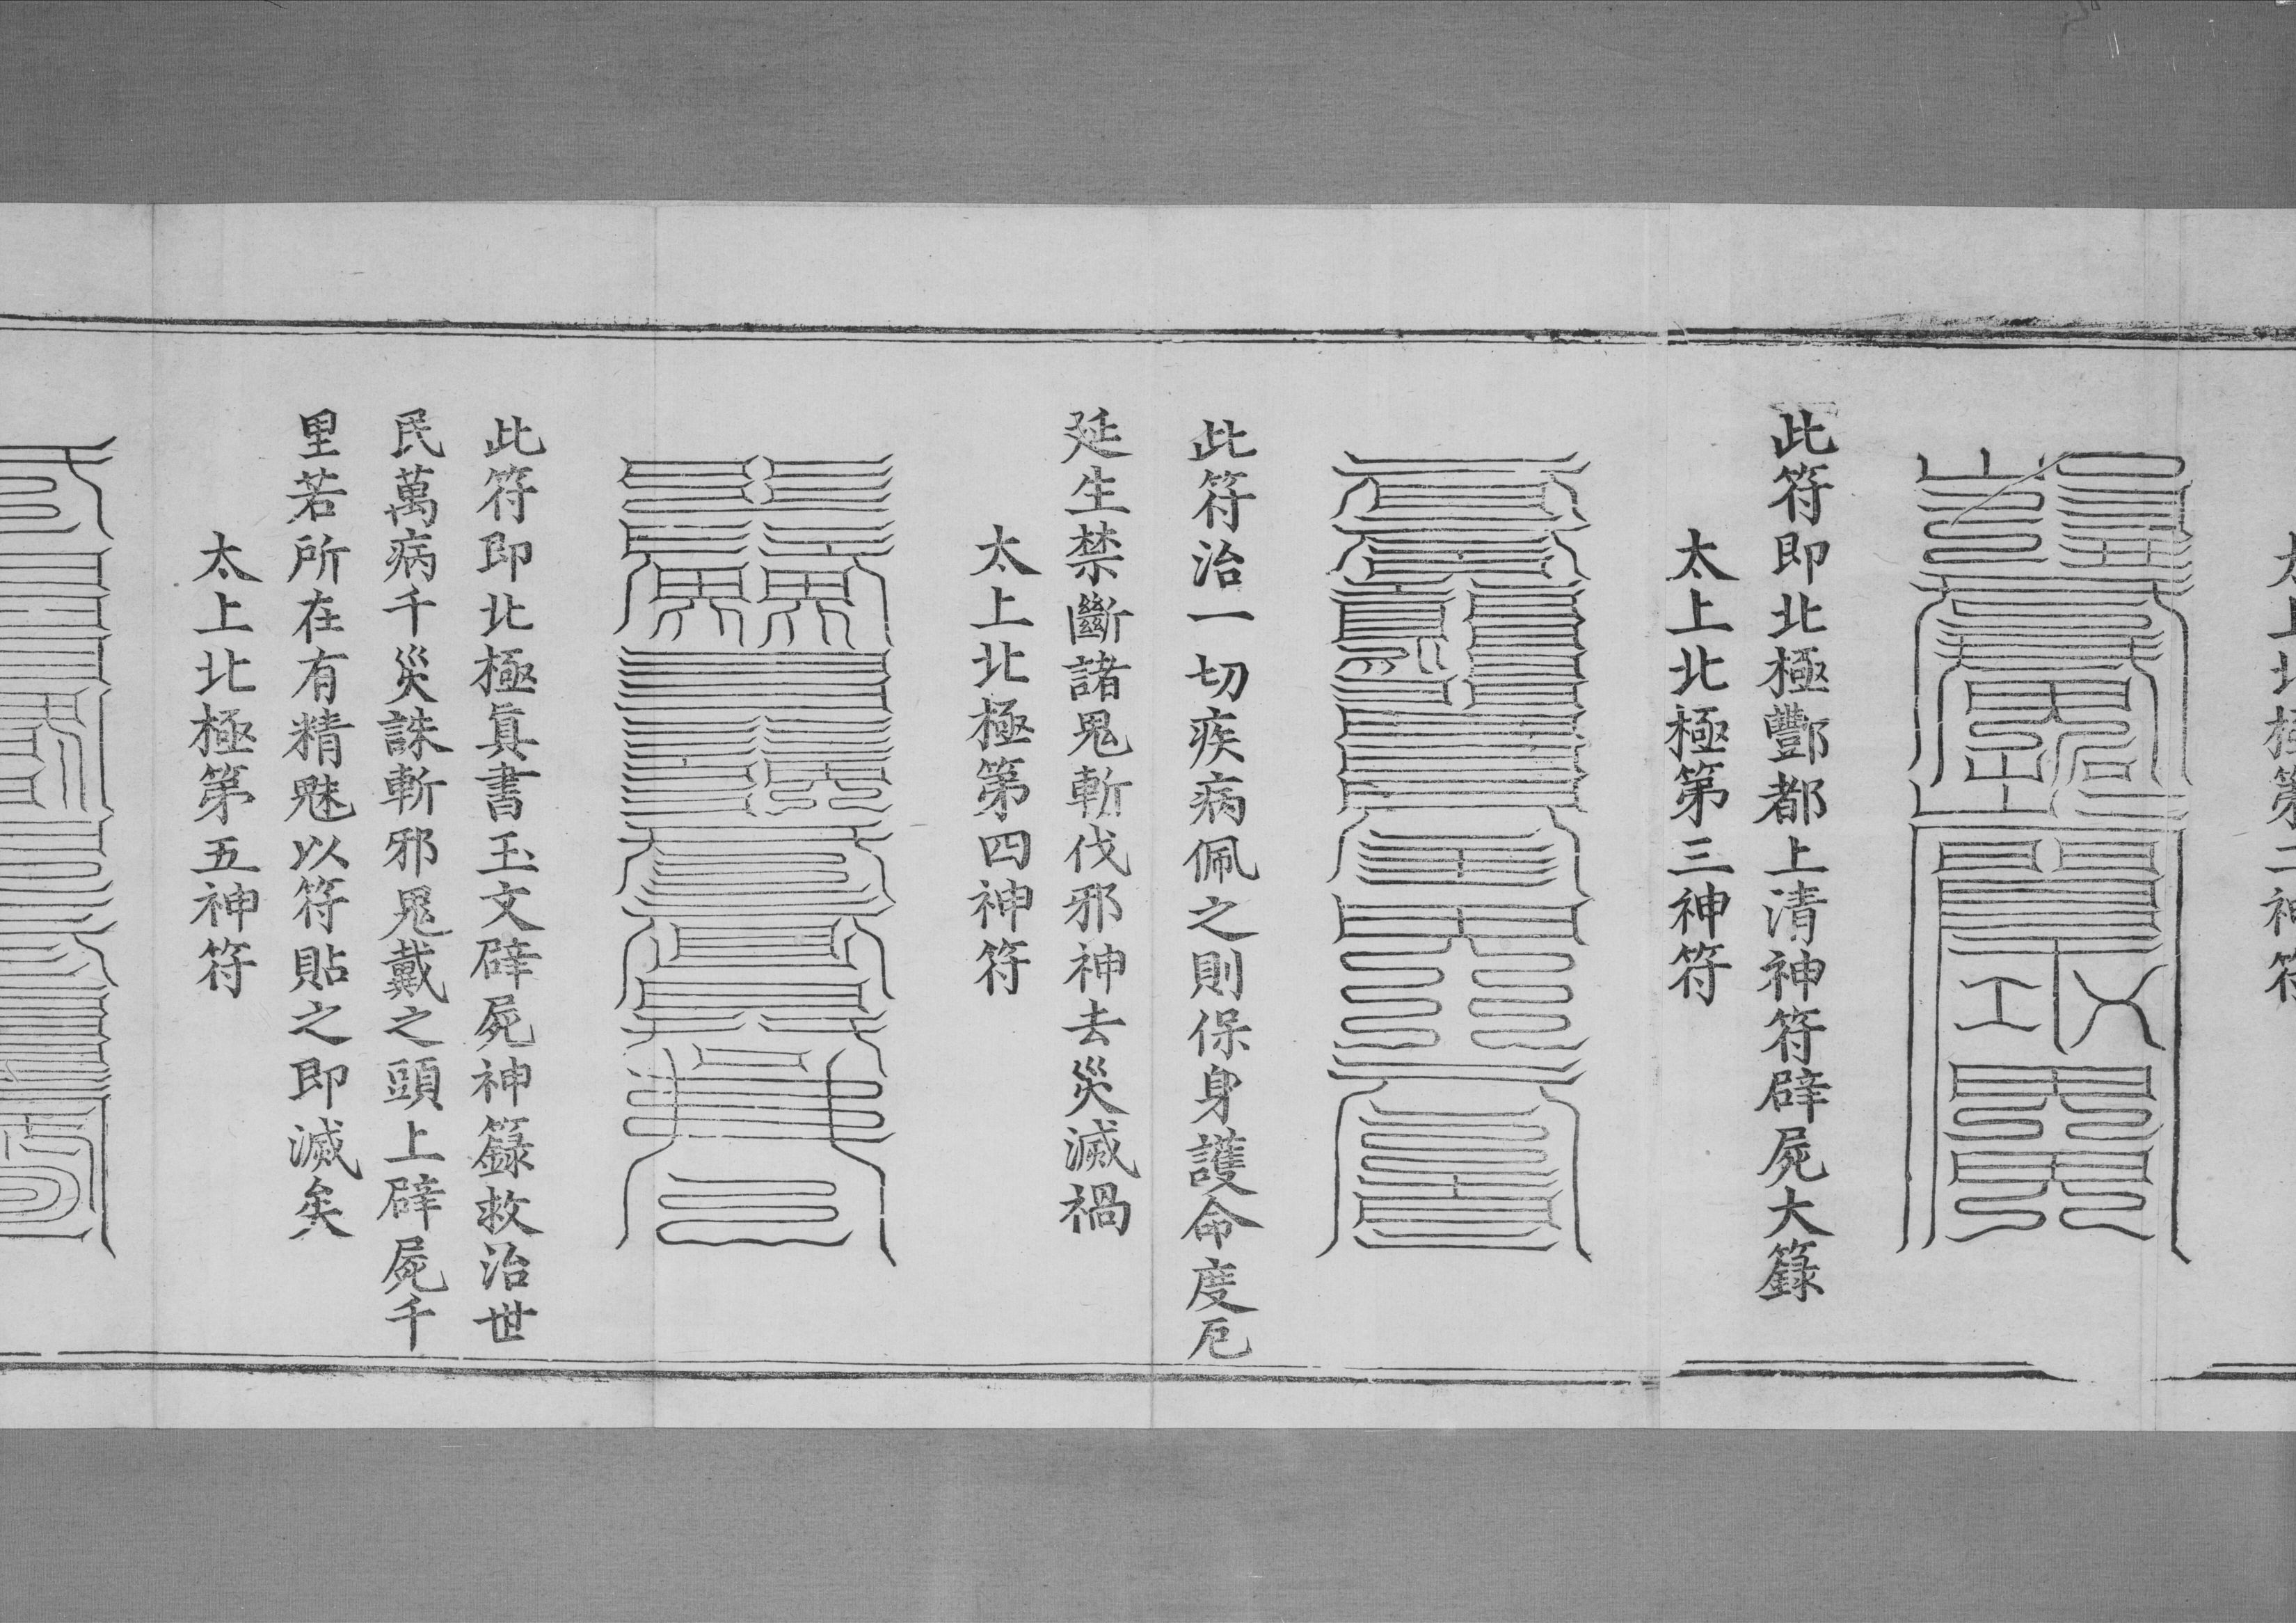 太上北極第二神符
此符即北極酆都上清神符辟屍大籙
太上北極第三神符
此符治一切疾病佩之則保身護命度厄
延生禁斷諸鬼斬伐邪神去災滅禍
太上北極第四神符
此符即北極眞書玉文辟屍神籙救治世
民萬病千災誅斬邪鬼戴之頭上辟屍千
里若所在有精魅以符貼之即滅矣
太上北極第五神符